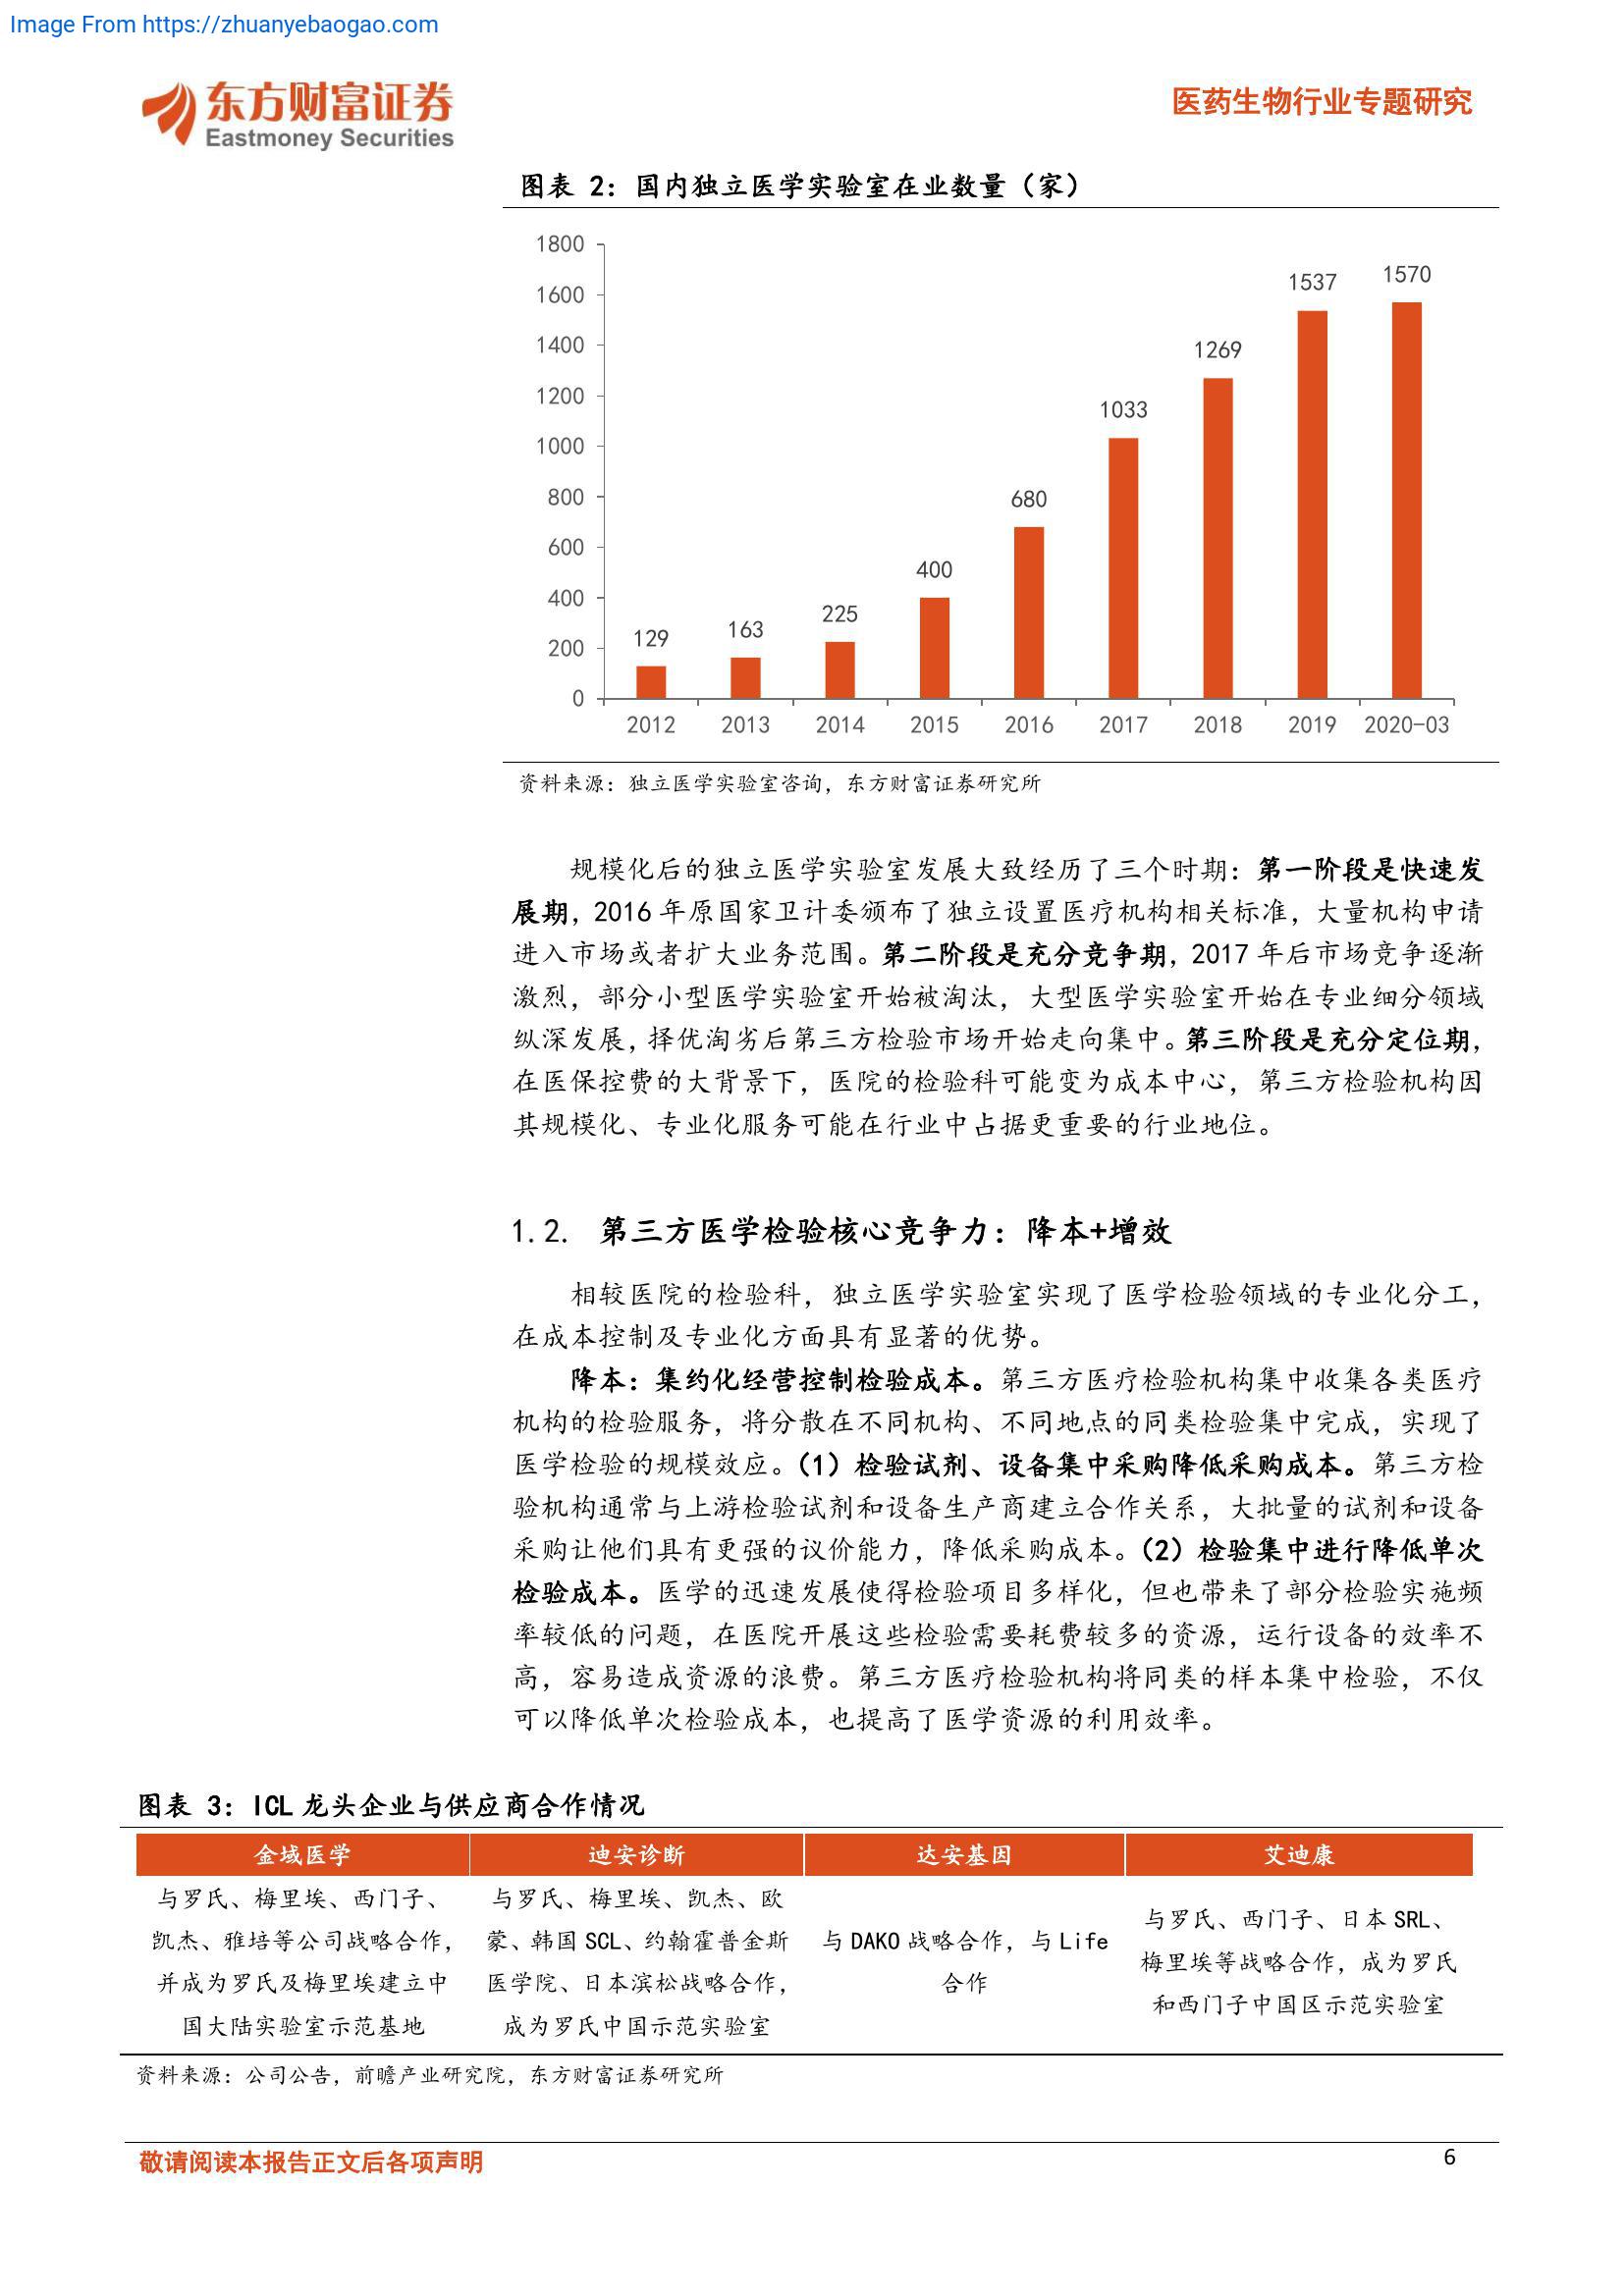 Image From https://zhuanyebaogao.com
东方财富证券
Eastmoney Securities
医药生物行业专题研究
图表 2：国内独立医学实验室在业数量（家）
1800
1600
1400
1200
1000
800
600
400
200
0
129
163
225
400
680
1033
1269
1537
1570
2012
2013
2014
2015
2016
2017
2018
2019
2020-03
资料来源：独立医学实验室咨询，东方财富证券研究所
规模化后的独立医学实验室发展大致经历了三个时期：第一阶段是快速发
展期，2016 年原国家卫计委颁布了独立设置医疗机构相关标准，大量机构申请
进入市场或者扩大业务范围。第二阶段是充分竞争期，2017 年后市场竞争逐渐
激烈，部分小型医学实验室开始被淘汰，大型医学实验室开始在专业细分领域
纵深发展，择优淘劣后第三方检验市场开始走向集中。第三阶段是充分定位期，
在医保控费的大背景下，医院的检验科可能变为成本中心，第三方检验机构因
其规模化、专业化服务可能在行业中占据更重要的行业地位。
1.2. 第三方医学检验核心竞争力：降本+增效
相较医院的检验科，独立医学实验室实现了医学检验领域的专业化分工，
在成本控制及专业化方面具有显著的优势。
降本：集约化经营控制检验成本。第三方医疗检验机构集中收集各类医疗
机构的检验服务，将分散在不同机构、不同地点的同类检验集中完成，实现了
医学检验的规模效应。（1）检验试剂、设备集中采购降低采购成本。第三方检
验机构通常与上游检验试剂和设备生产商建立合作关系，大批量的试剂和设备
采购让他们具有更强的议价能力，降低采购成本。（2）检验集中进行降低单次
检验成本。医学的迅速发展使得检验项目多样化，但也带来了部分检验实施频
率较低的问题，在医院开展这些检验需要耗费较多的资源，运行设备的效率不
高，容易造成资源的浪费。第三方医疗检验机构将同类的样本集中检验，不仅
可以降低单次检验成本，也提高了医学资源的利用效率。
图表 3：ICL 龙头企业与供应商合作情况
金域医学
迪安诊断
达安基因
艾迪康
与罗氏、梅里埃、西门子、
凯杰、雅培等公司战略合作，
并成为罗氏及梅里埃建立中
国大陆实验室示范基地
与罗氏、梅里埃、凯杰、欧
蒙、韩国 SCL、约翰霍普金斯
医学院、日本滨松战略合作，
成为罗氏中国示范实验室
与 DAKO 战略合作，与 Life
合作
与罗氏、西门子、日本 SRL、
梅里埃等战略合作，成为罗氏
和西门子中国区示范实验室
资料来源：公司公告，前瞻产业研究院，东方财富证券研究所
敬请阅读本报告正文后各项声明
6